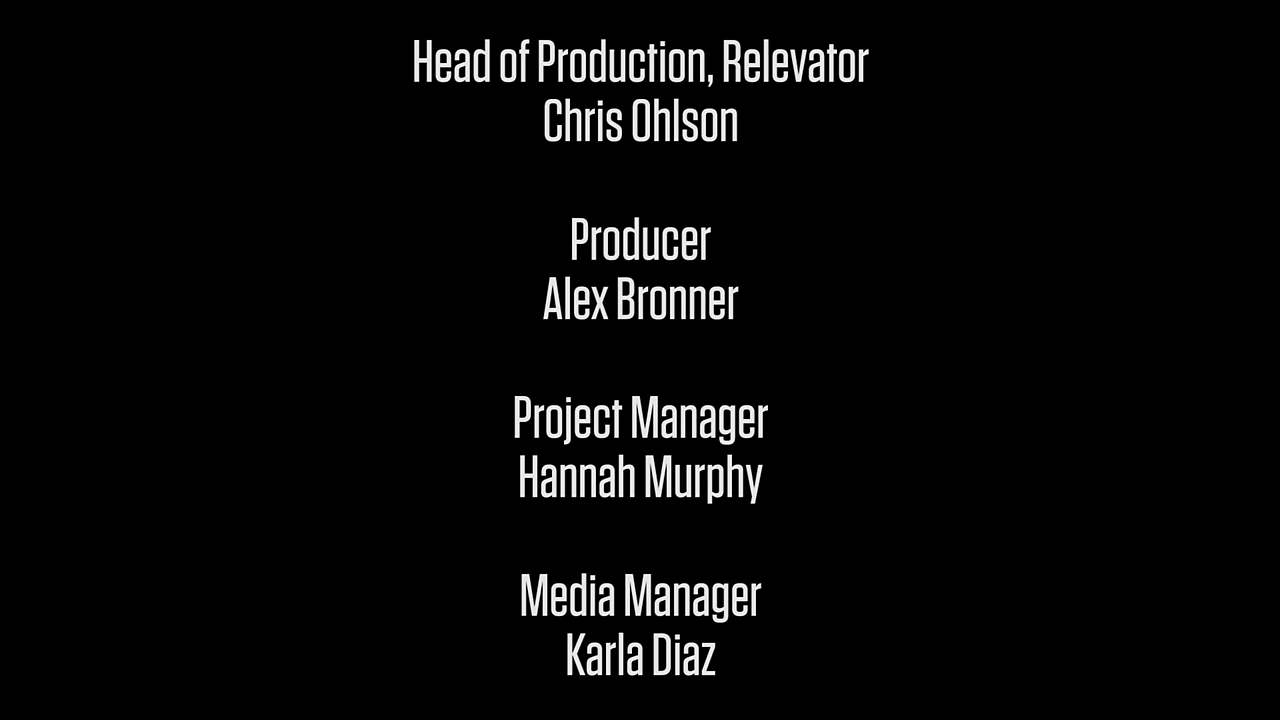 Head of Production, Relevator
Chris Ohlson
Producer
Alex Bronner
Project Manager
Hannah Murphy
Media Manager
Karla Diaz